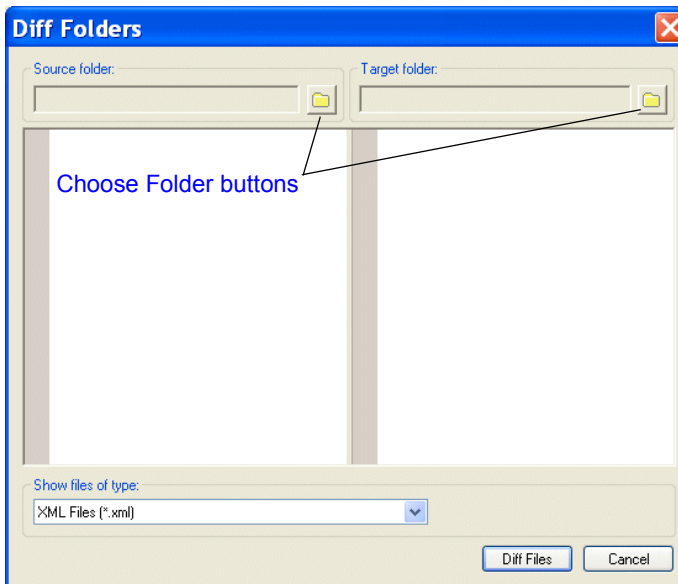 Diff Folders
Source folder:
Target folder:
Choose Folder buttons
Show files of type:
XML Files (*.xml)
Diff Files
Cancel